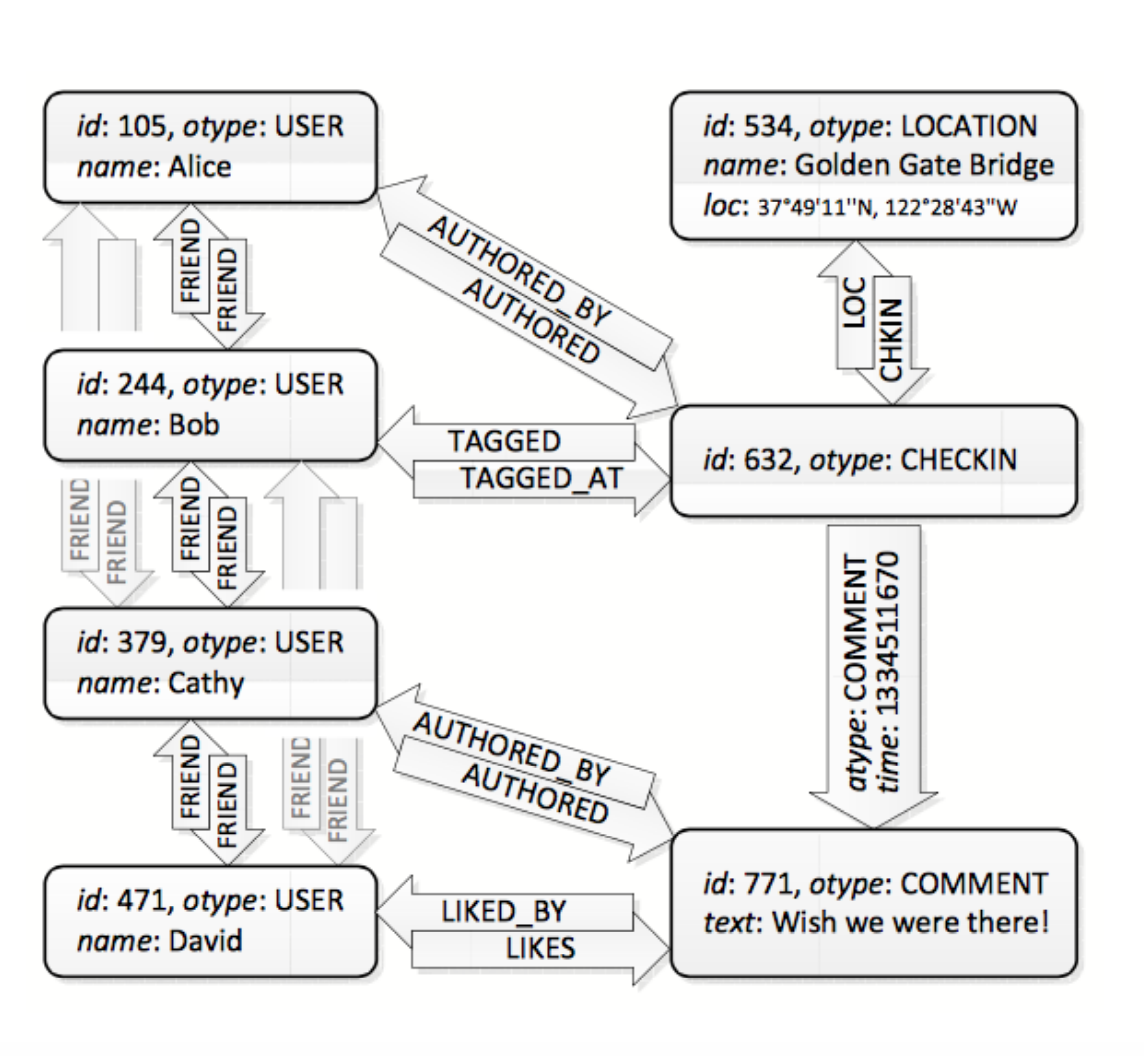 id: 105, otype: USER
name: Alice
id: 534, otype: LOCATION
name: Golden Gate Bridge
loc: 37°49'11"N, 122°28'43"W
FRIEND
FRIEND
AUTHORED_BY
AUTHORED
LOC
CHKIN
id: 244, otype: USER
name: Bob
TAGGED
TAGGED_AT
id: 632, otype: CHECKIN
FRIEND
FRIEND
FRIEND
FRIEND
atype: COMMENT
time: 1334511670
id: 379, otype: USER
name: Cathy
AUTHORED_BY
AUTHORED
FRIEND
FRIEND
FRIEND
FRIEND
id: 471, otype: USER
name: David
LIKED_BY
LIKES
id: 771, otype: COMMENT
text: Wish we were there!